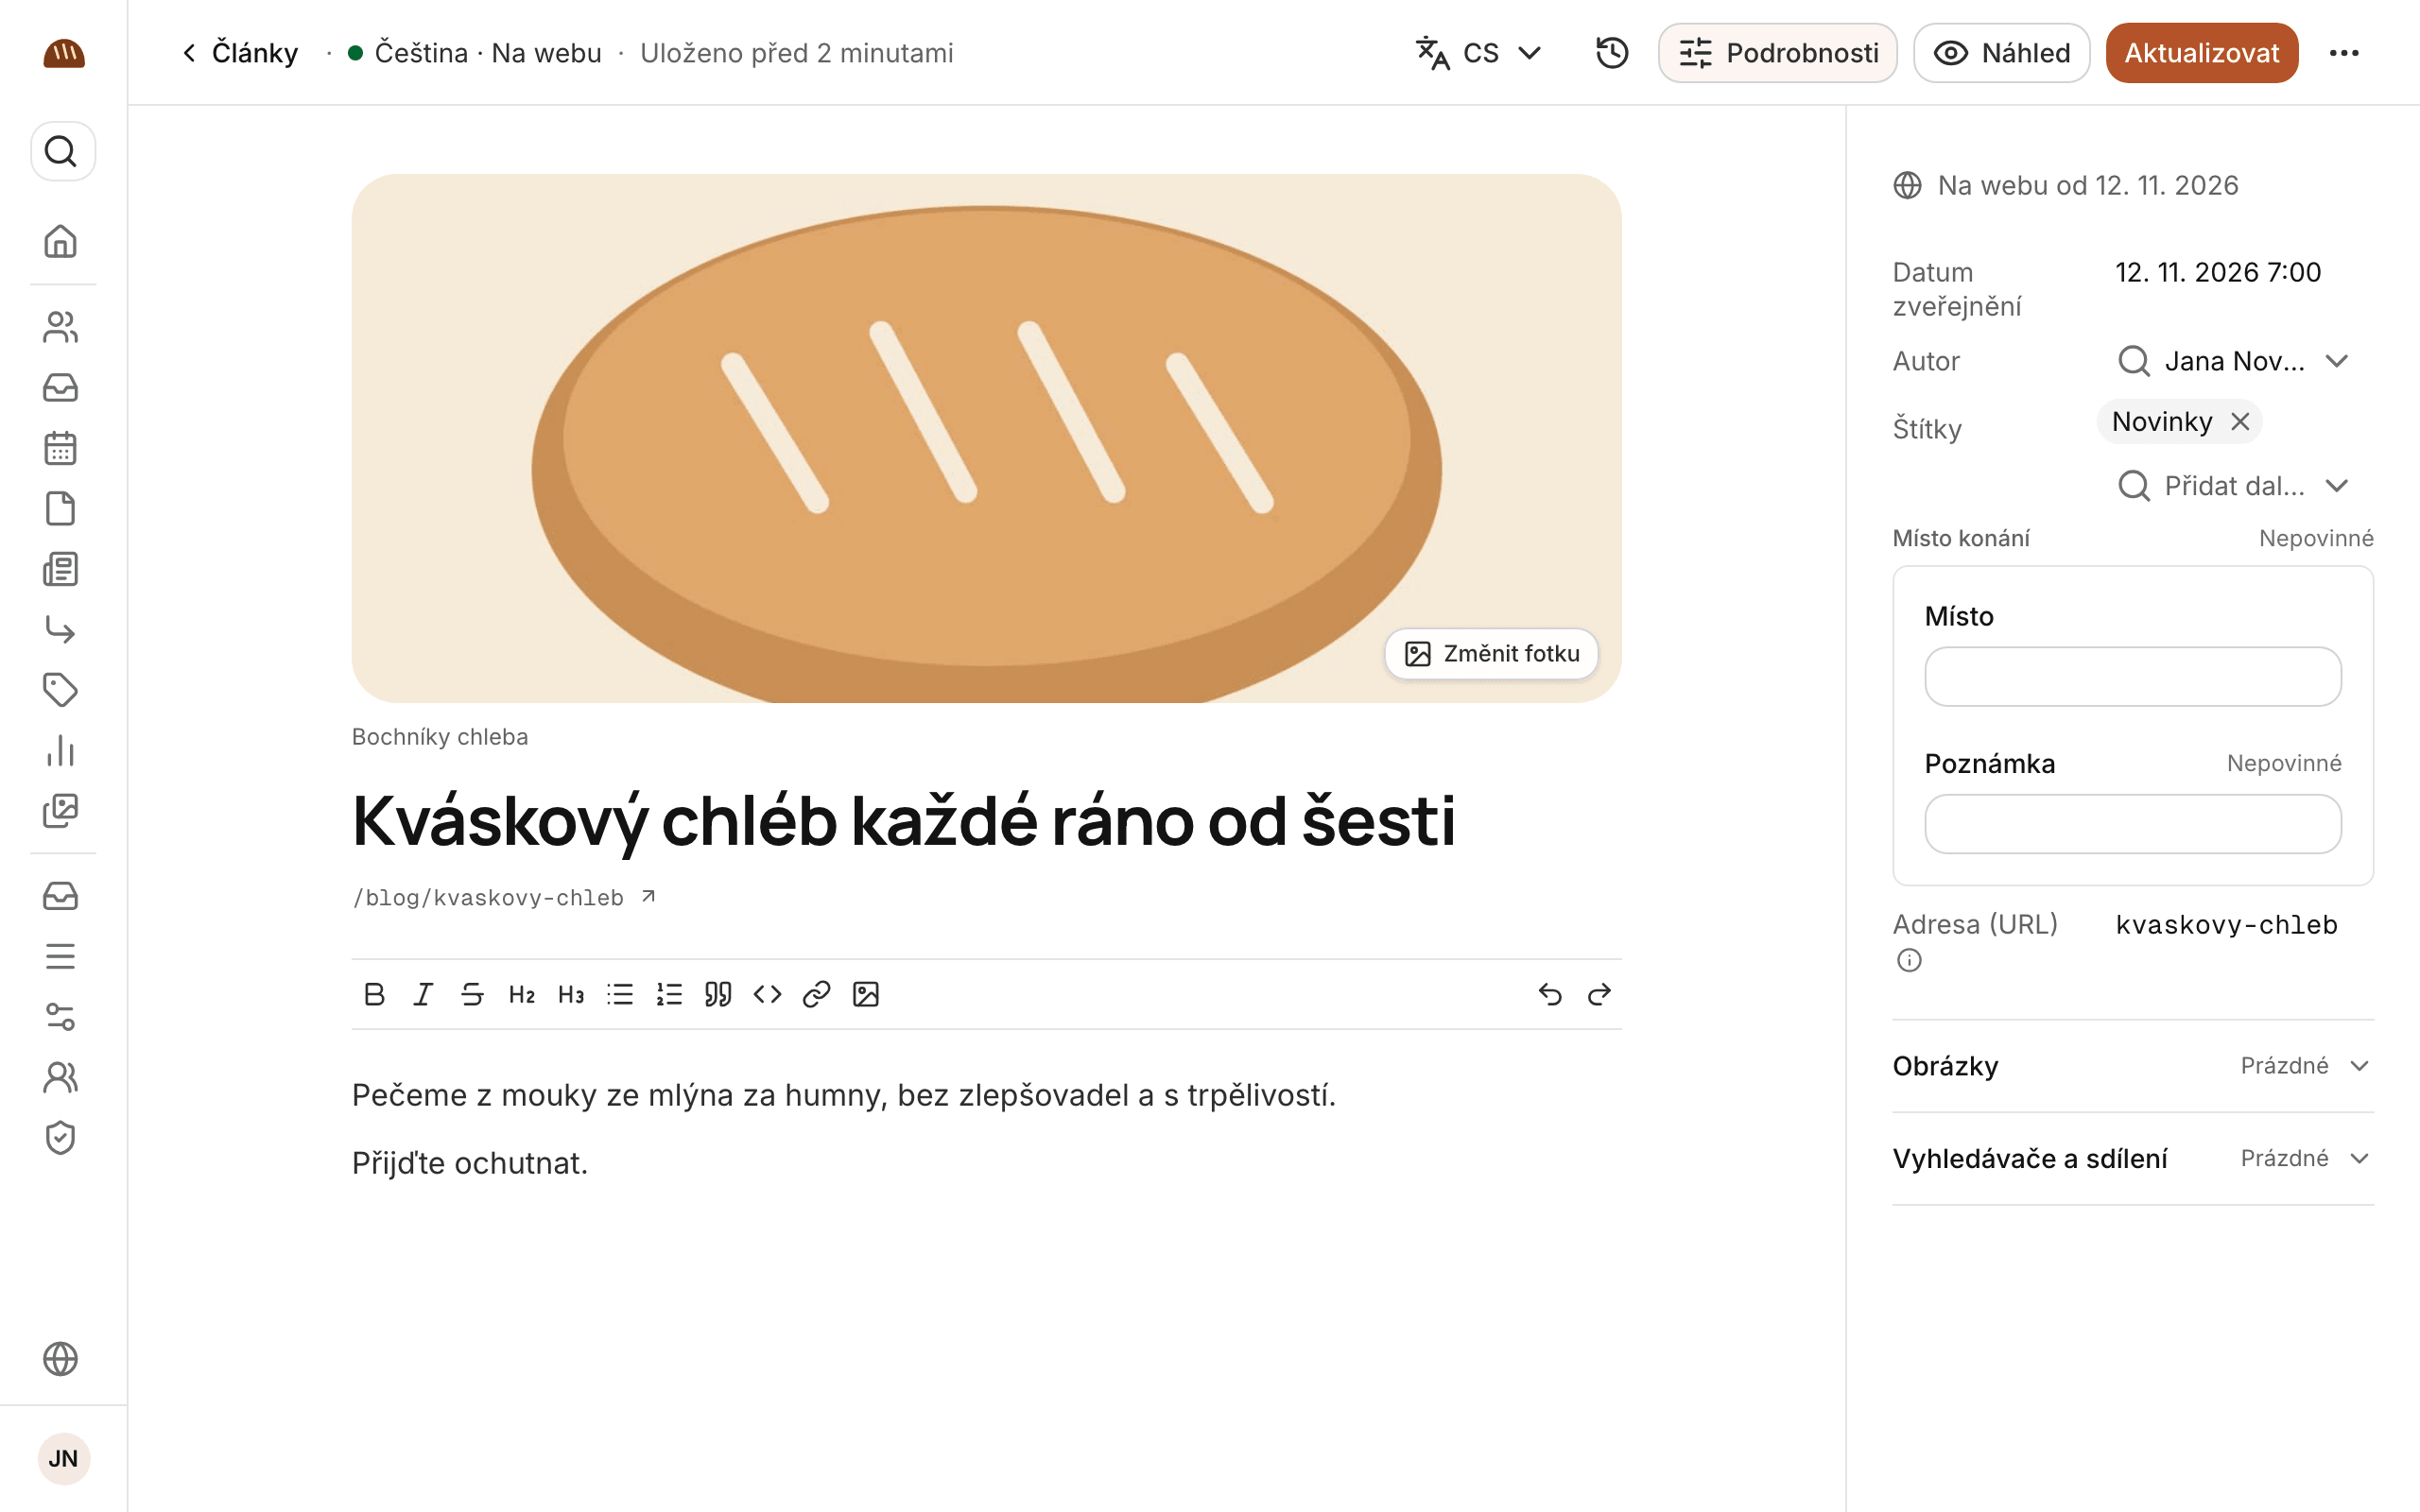 Články · Čeština · Na webu · Uloženo před 2 minutami
CS
Podrobnosti
Náhled
Aktualizovat
Změnit fotku
Bochníky chleba
Kváskový chléb každé ráno od šesti
/blog/kvaskovy-chleb
B I S H2 H3
Pečeme z mouky ze mlýna za humny, bez zlepšovadel a s trpělivostí.
Přijďte ochutnat.
Na webu od 12. 11. 2026
Datum zveřejnění 12. 11. 2026 7:00
Autor Jana Nov...
Štítky Novinky
Přidat dal...
Místo konání Nepovinné
Místo
Poznámka Nepovinné
Adresa (URL) kvaskovy-chleb
Obrázky Prázdné
Vyhledávače a sdílení Prázdné
JN